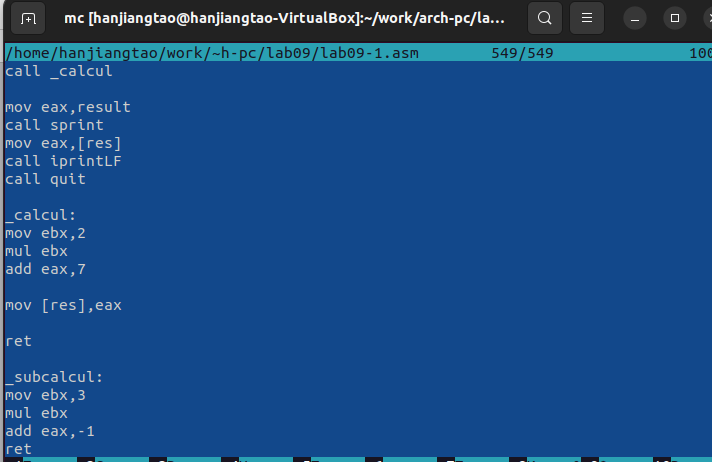 mc [hanjiangtao@hanjiangtao-VirtualBox]:~/work/arch-pc/la...
/home/hanjiangtao/work/~h-pc/lab09/lab09-1.asm 549/549 100
call _calcul
mov eax,result
call sprint
mov eax,[res]
call iprintLF
call quit
_calcul:
mov ebx,2
mul ebx
add eax,7
mov [res],eax
ret
_subcalcul:
mov ebx,3
mul ebx
add eax,-1
ret